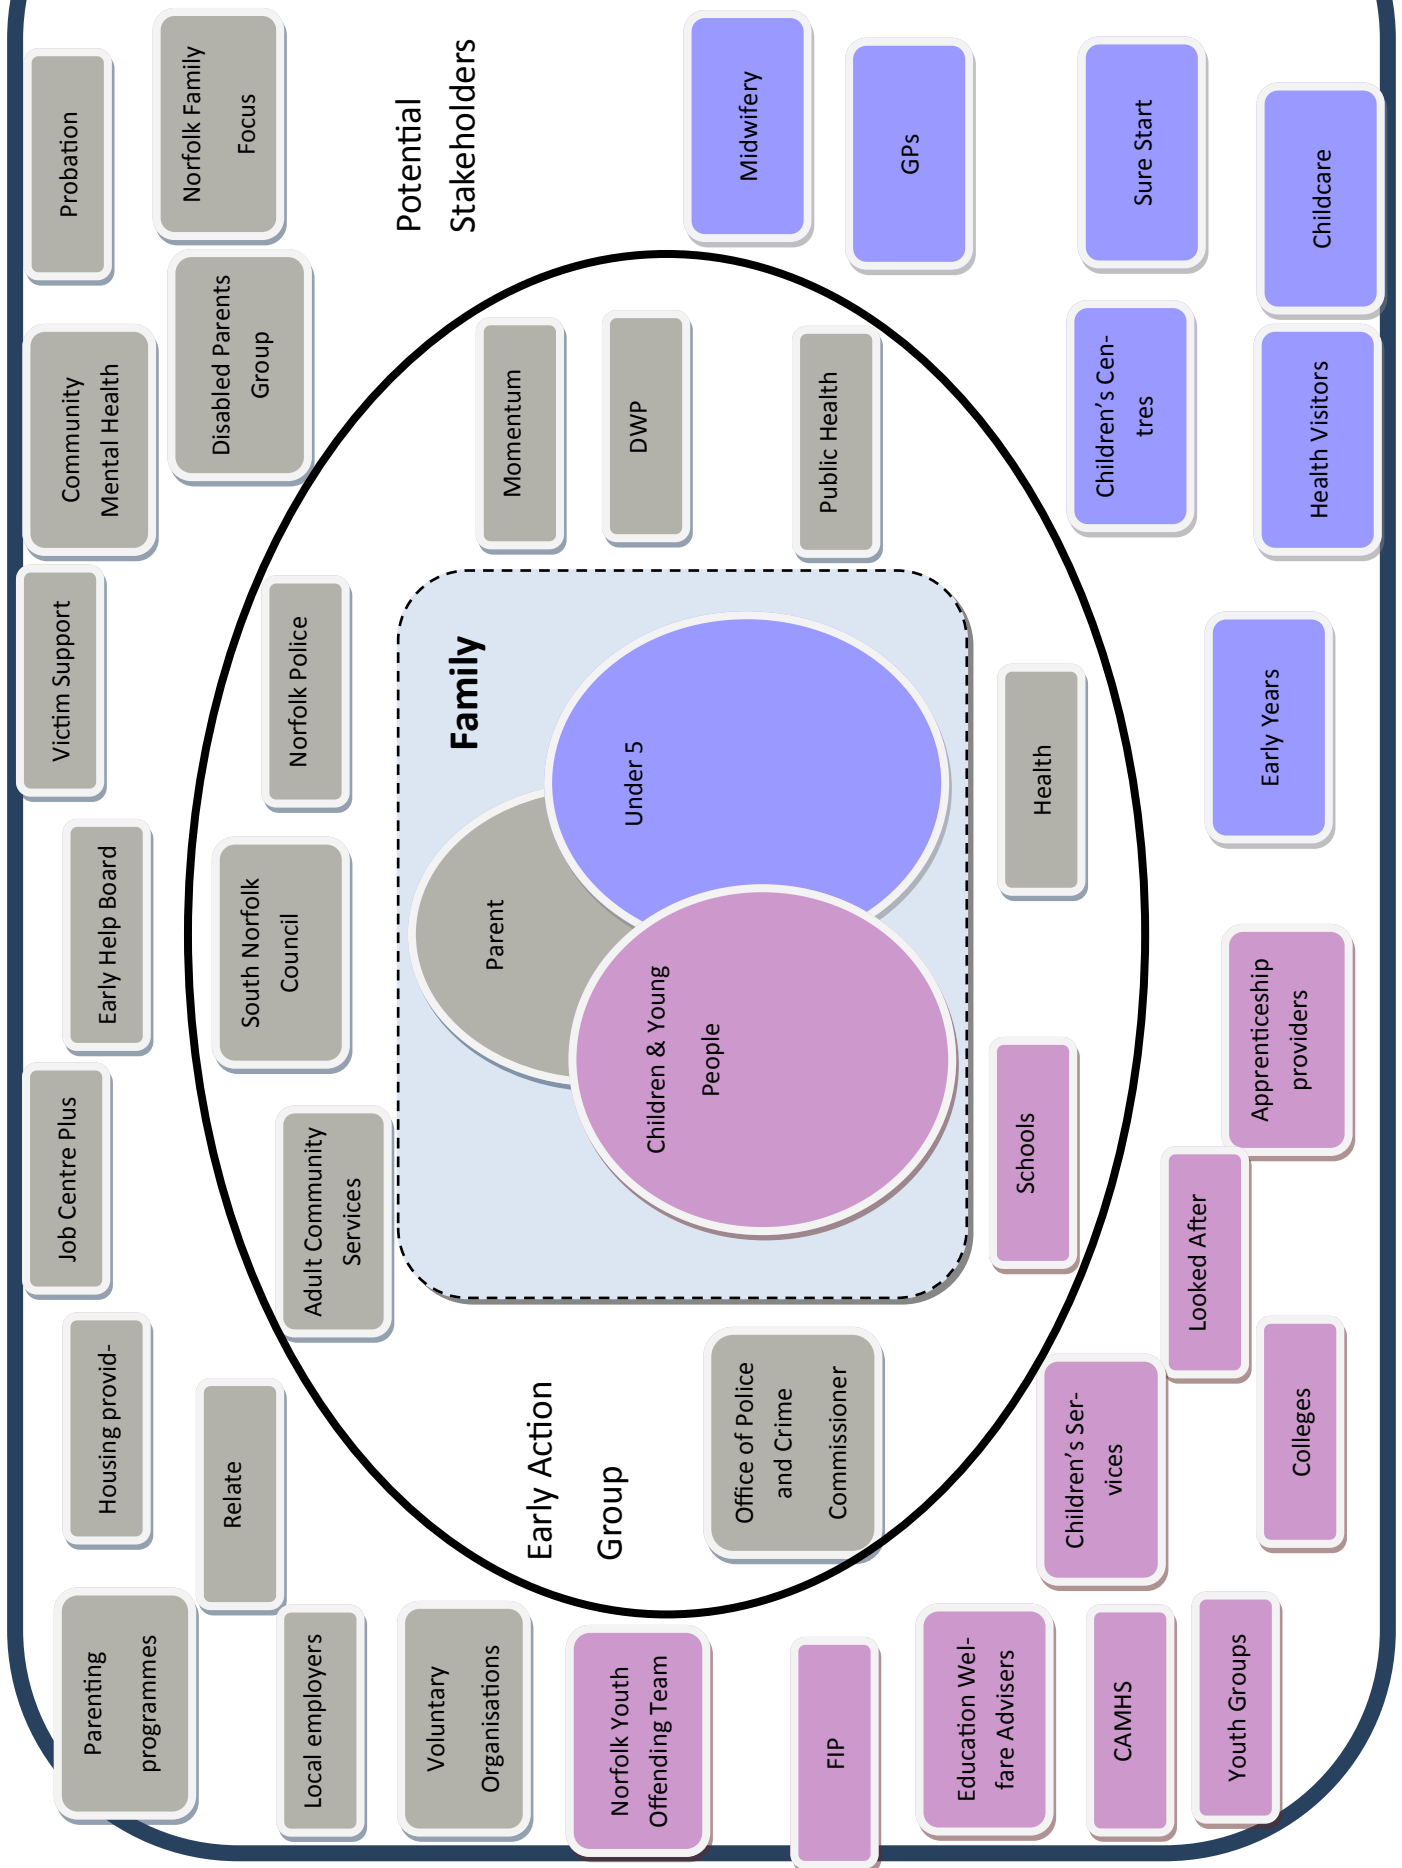 Parenting
programmes
Housing provid-
Job Centre Plus
Early Help Board
Victim Support
Community
Mental Health
Probation
Local employers
Relate
Adult Community
Services
South Norfolk
Council
Norfolk Police
Disabled Parents
Group
Norfolk Family
Focus
Voluntary
Organisations
Potential
Stakeholders
Family
Parent
Early Action
Group
Momentum
Norfolk Youth
Offending Team
Children & Young
People
Under 5
DWP
Midwifery
FIP
Office of Police
and Crime
Commissioner
Public Health
GPs
Education Wel-
fare Advisers
Schools
Health
Children's Ser-
vices
Children's Cen-
tres
Sure Start
CAMHS
Looked After
Youth Groups
Colleges
Apprenticeship
providers
Early Years
Health Visitors
Childcare